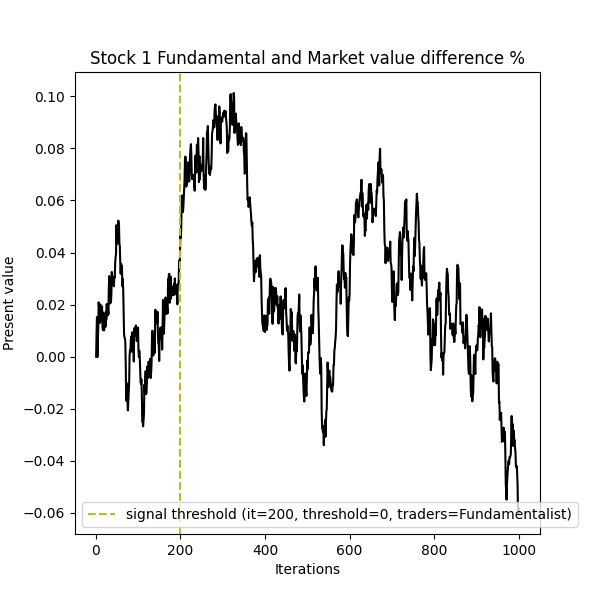 Stock 1 Fundamental and Market value difference %
Present value
0.10
0.08
0.06
0.04
0.02
0.00
−0.02
−0.04
−0.06
signal threshold (it=200, threshold=0, traders=Fundamentalist)
0 200 400 600 800 1000
Iterations